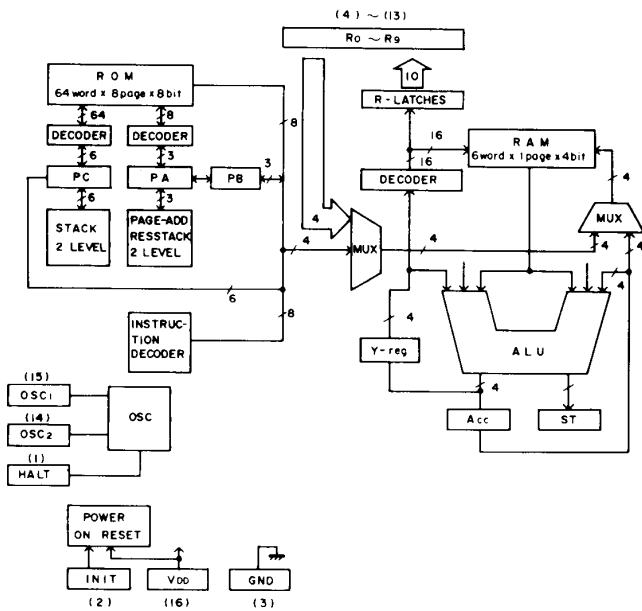 (4) ~ (13)
R0 ~ R9
ROM
64 word x 8 page x 8 bit
10
R-LATCHES
64
8
8
DECODER
DECODER
16
16
RAM
6 word x 1 page x 4 bit
6
3
3
4
PC
PA
PB
DECODER
6
3
4
MUX
STACK
2 LEVEL
PAGE-ADD
RESSTACK
2 LEVEL
4
MUX
4
4
4
4
6
8
4
INSTRUC-
TION
DECODER
Y-reg
ALU
(15)
OSC1
OSC
4
(14)
OSC2
Acc
ST
(1)
HALT
POWER
ON RESET
INIT
VDD
GND
(2)
(16)
(3)